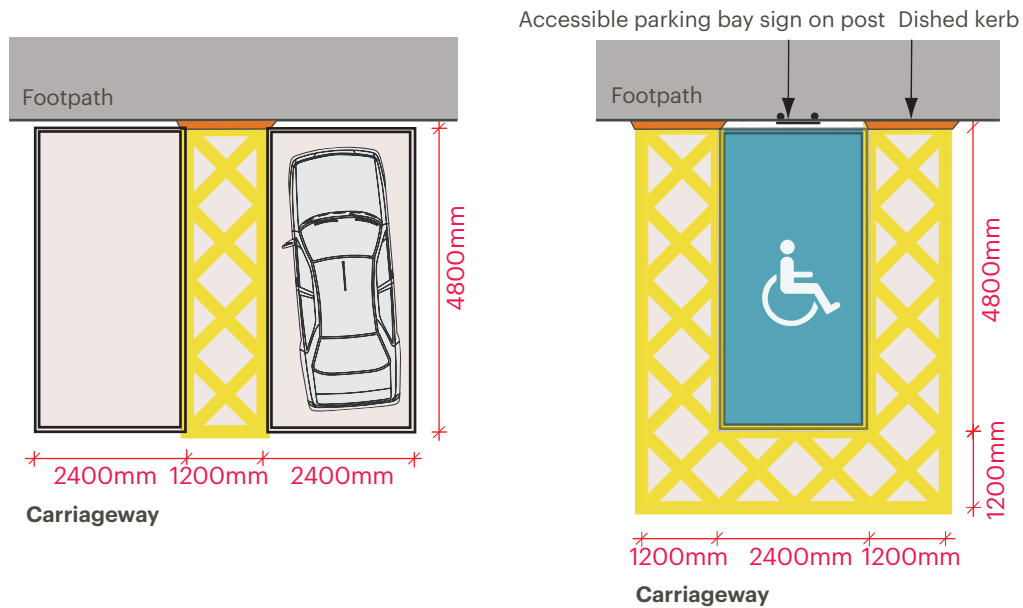 Accessible parking bay sign on post
Dished kerb
Footpath
4800mm
2400mm
1200mm
2400mm
Carriageway
Footpath
4800mm
1200mm
1200mm
2400mm
1200mm
Carriageway